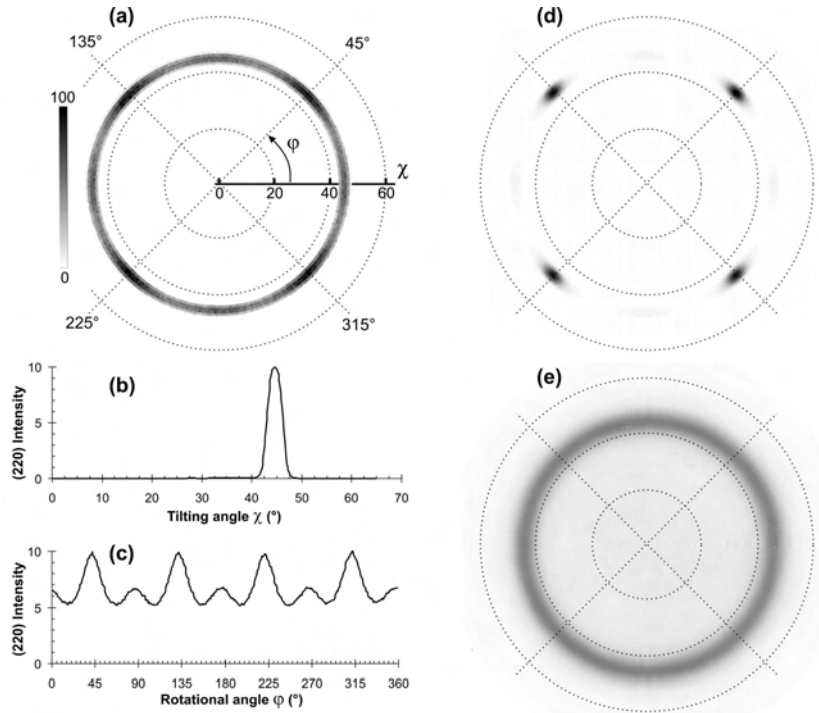 (a)
135°
45°
100
φ
χ
0 20 40 60
0
225°
315°
(b)
(220) Intensity
10
5
0
0 10 20 30 40 50 60 70
Tilting angle χ (°)
(c)
(220) Intensity
10
5
0
0 45 90 135 180 225 270 315 360
Rotational angle φ (°)
(d)
(e)